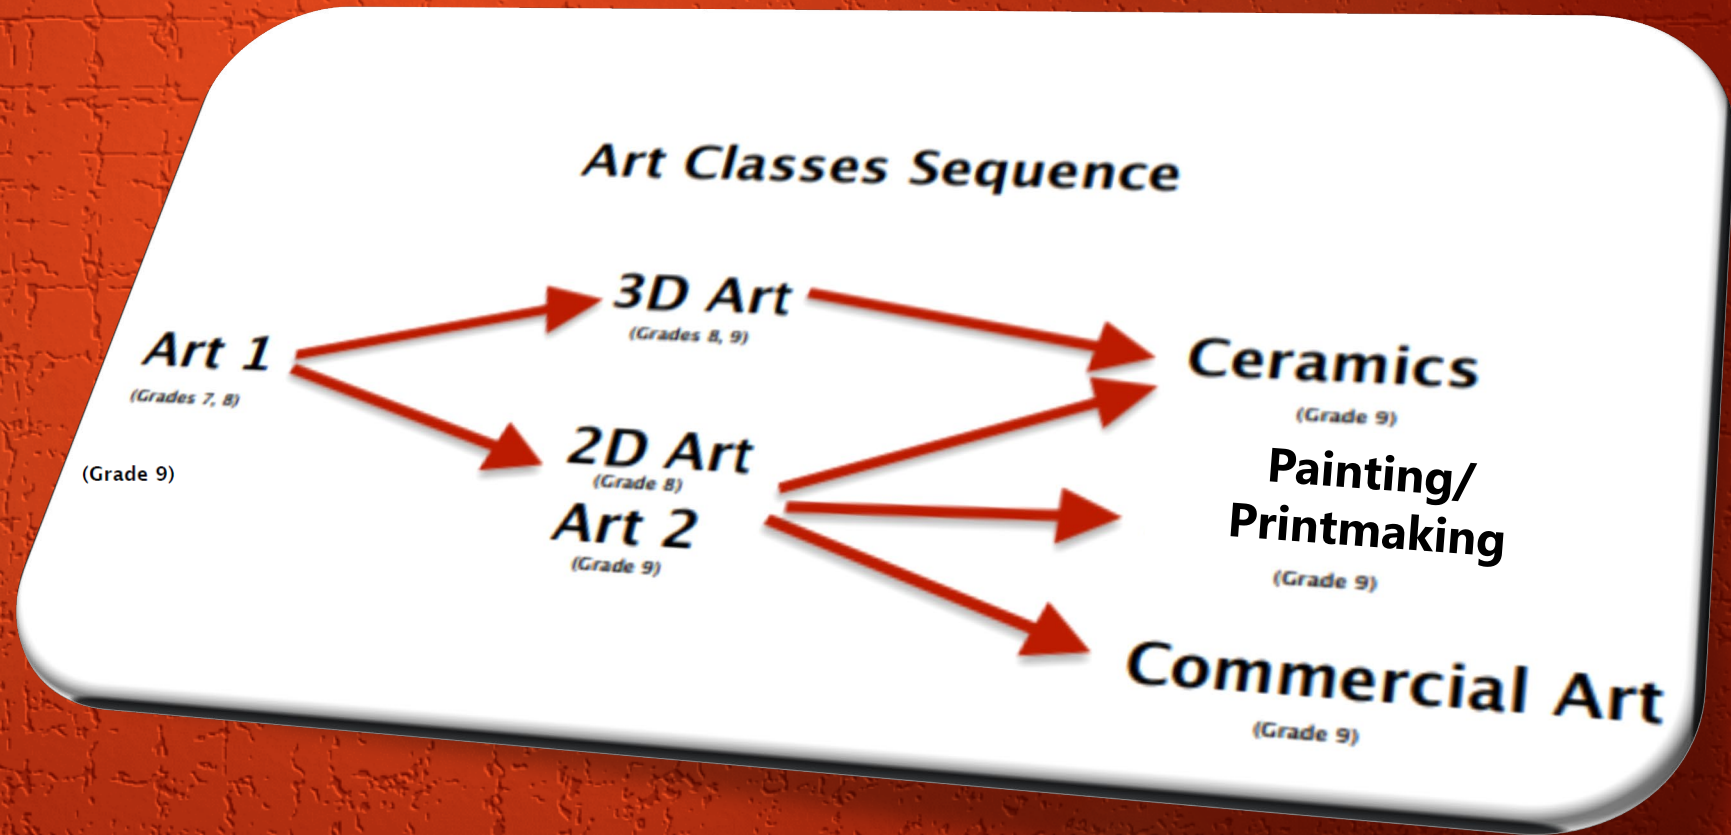 Art Classes Sequence
Art 1
(Grades 7, 8)
(Grade 9)
3D Art
(Grades 8, 9)
2D Art
(Grade 8)
Art 2
(Grade 9)
Ceramics
(Grade 9)
Painting/
Printmaking
(Grade 9)
Commercial Art
(Grade 9)